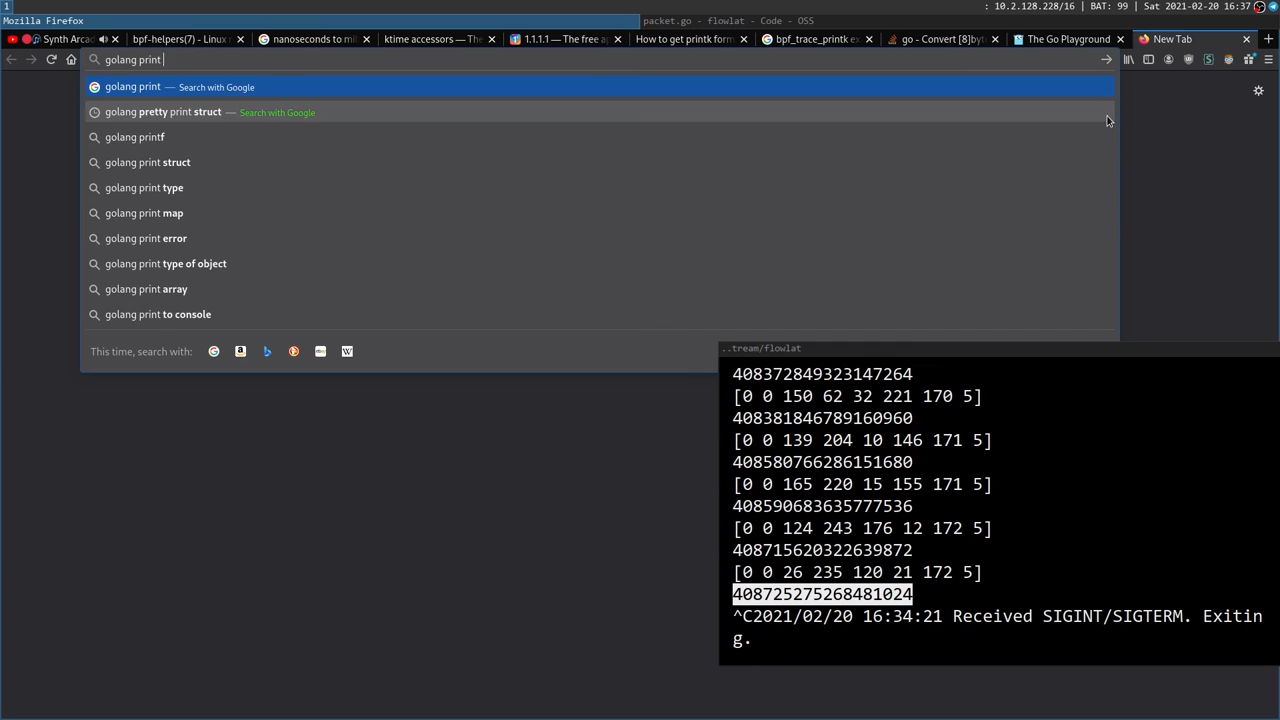 1
: 10.2.128.228/16 | BAT: 99 | Sat 2021-02-20 16:37
Mozilla Firefox
packet.go - flowlat - Code - OSS
Synth Arcad
bpf-helpers(7) - Linux
nanoseconds to mi
ktime accessors — The
1.1.1.1 — The free a
How to get printk form
bpf_trace_printk ex
go - Convert [8]byt
The Go Playground
New Tab
golang print
golang print — Search with Google
golang pretty print struct — Search with Google
golang printf
golang print struct
golang print type
golang print map
golang print error
golang print type of object
golang print array
golang print to console
This time, search with:
..tream/flowlat
408372849323147264
[0 0 150 62 32 221 170 5]
408381846789160960
[0 0 139 204 10 146 171 5]
408580766286151680
[0 0 165 220 15 155 171 5]
408590683635777536
[0 0 124 243 176 12 172 5]
408715620322639872
[0 0 26 235 120 21 172 5]
408725275268481024
^C2021/02/20 16:34:21 Received SIGINT/SIGTERM. Exitin
g.